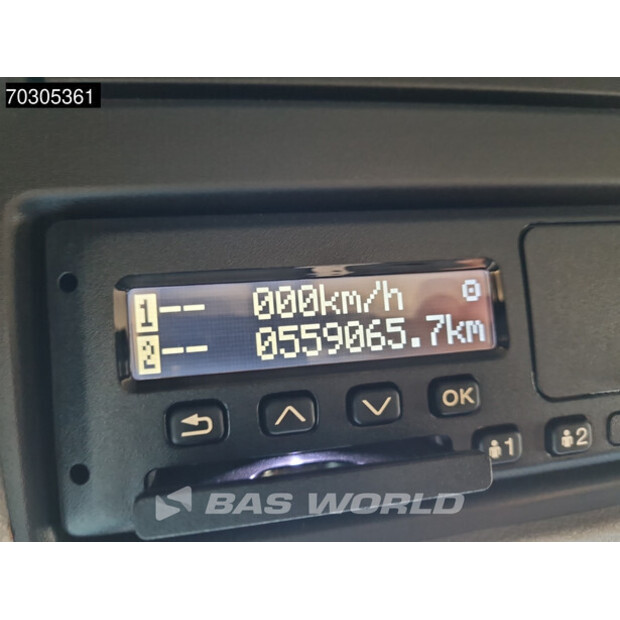 70305361
1-- 000km/h
2-- 0559065.7km
OK
1
2
BAS WORLD